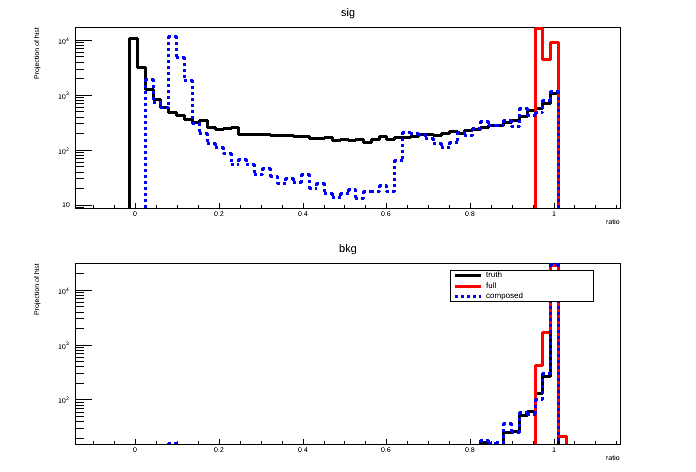 sig
Projection of hist
10⁴
10³
10²
10
0 0.2 0.4 0.6 0.8 1
ratio
bkg
Projection of hist
truth
full
composed
10⁴
10³
10²
0 0.2 0.4 0.6 0.8 1
ratio